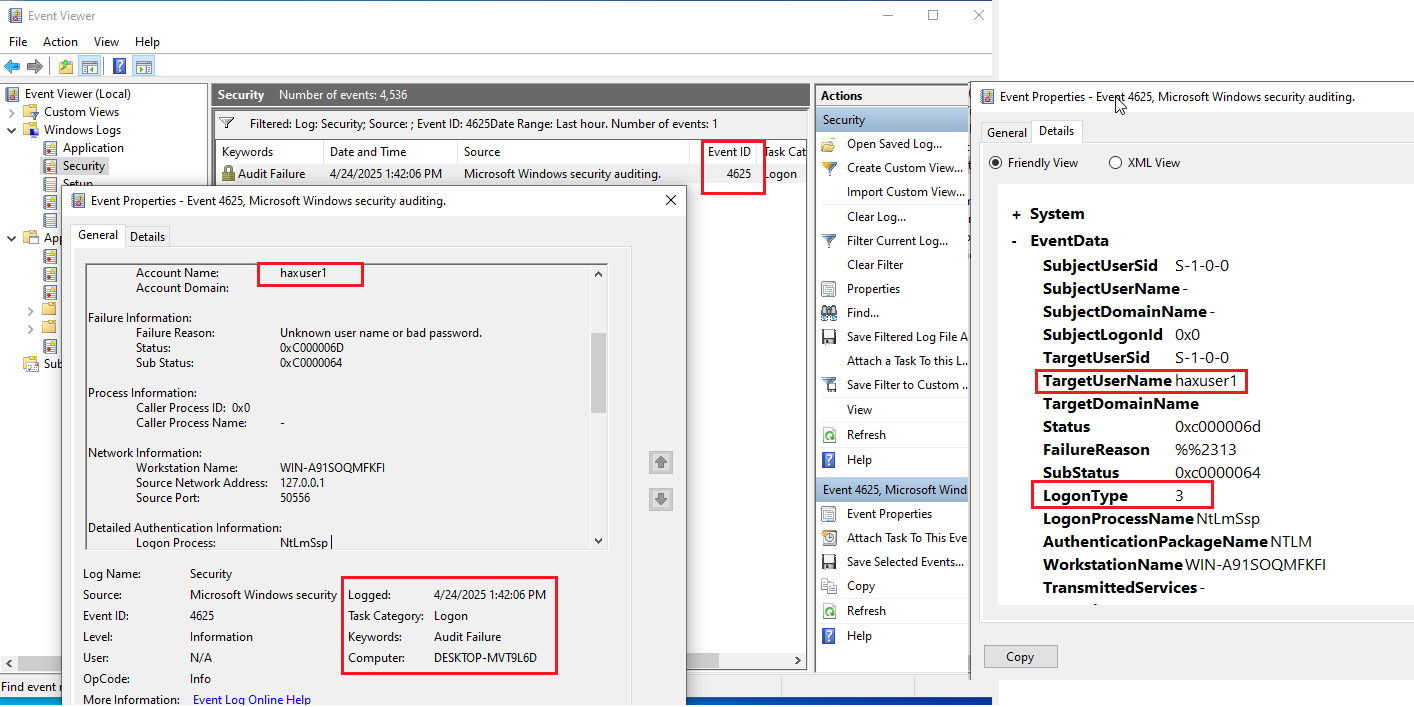 Event Viewer
File Action View Help
Event Viewer (Local)
Custom Views
Windows Logs
Application
Security
Setup
App
Sub
Find event
Security Number of events: 4,536
Filtered: Log: Security; Source: ; Event ID: 4625Date Range: Last hour. Number of events: 1
Keywords Date and Time Source Event ID Task Cat
Audit Failure 4/24/2025 1:42:06 PM Microsoft Windows security auditing. 4625 Logon
Event Properties - Event 4625, Microsoft Windows security auditing.
General Details
Account Name: haxuser1
Account Domain:
Failure Information:
Failure Reason: Unknown user name or bad password.
Status: 0xC000006D
Sub Status: 0xC0000064
Process Information:
Caller Process ID: 0x0
Caller Process Name: -
Network Information:
Workstation Name: WIN-A91SOQMFKFI
Source Network Address: 127.0.0.1
Source Port: 50556
Detailed Authentication Information:
Logon Process: NtLmSsp
Log Name: Security
Source: Microsoft Windows security Logged: 4/24/2025 1:42:06 PM
Event ID: 4625 Task Category: Logon
Level: Information Keywords: Audit Failure
User: N/A Computer: DESKTOP-MVT9L6D
OpCode: Info
More Information: Event Log Online Help
Actions
Security
Open Saved Log...
Create Custom View...
Import Custom View...
Clear Log...
Filter Current Log...
Clear Filter
Properties
Find...
Save Filtered Log File A
Attach a Task To this L..
Save Filter to Custom ..
View
Refresh
Help
Event 4625, Microsoft Wind
Event Properties
Attach Task To This Eve
Save Selected Events...
Copy
Refresh
Help
Event Properties - Event 4625, Microsoft Windows security auditing.
General Details
Friendly View XML View
+ System
- EventData
SubjectUserSid S-1-0-0
SubjectUserName -
SubjectDomainName -
SubjectLogonId 0x0
TargetUserSid S-1-0-0
TargetUserName haxuser1
TargetDomainName
Status 0xc000006d
FailureReason %%2313
SubStatus 0xc0000064
LogonType 3
LogonProcessName NtLmSsp
AuthenticationPackageName NTLM
WorkstationName WIN-A91SOQMFKFI
TransmittedServices -
Copy